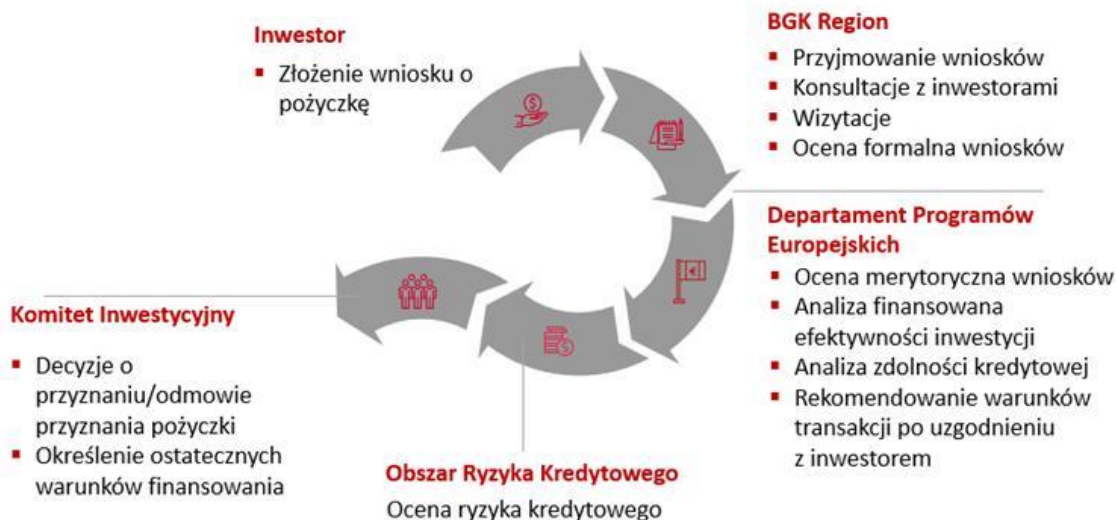 Inwestor
▪ Złożenie wniosku o
pożyczkę
BGK Region
▪ Przyjmowanie wniosków
▪ Konsultacje z inwestorami
▪ Wizytacje
▪ Ocena formalna wniosków
Departament Programów
Europejskich
▪ Ocena merytoryczna wniosków
▪ Analiza finansowana
efektywności inwestycji
▪ Analiza zdolności kredytowej
▪ Rekomendowanie warunków
transakcji po uzgodnieniu
z inwestorem
Obszar Ryzyka Kredytowego
Ocena ryzyka kredytowego
Komitet Inwestycyjny
▪ Decyzje o
przyznaniu/odmowie
przyznania pożyczki
▪ Określenie ostatecznych
warunków finansowania